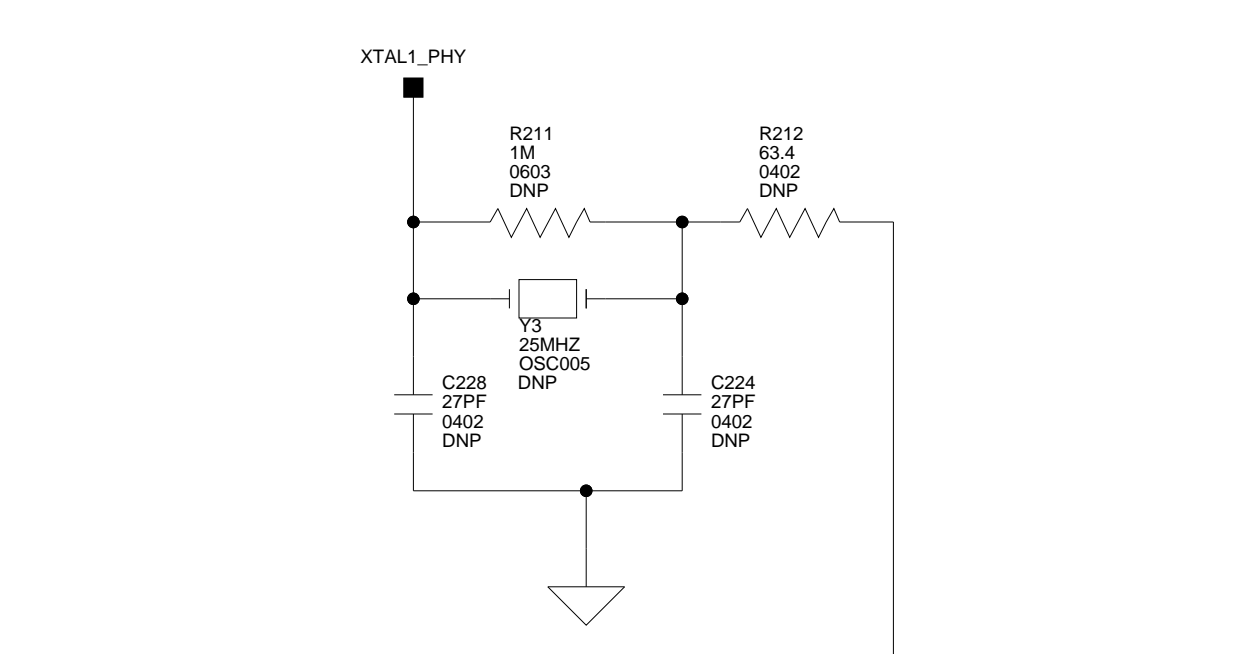 XTAL1_PHY
R211
1M
0603
DNP
R212
63.4
0402
DNP
Y3
25MHZ
OSC005
DNP
C228
27PF
0402
DNP
C224
27PF
0402
DNP